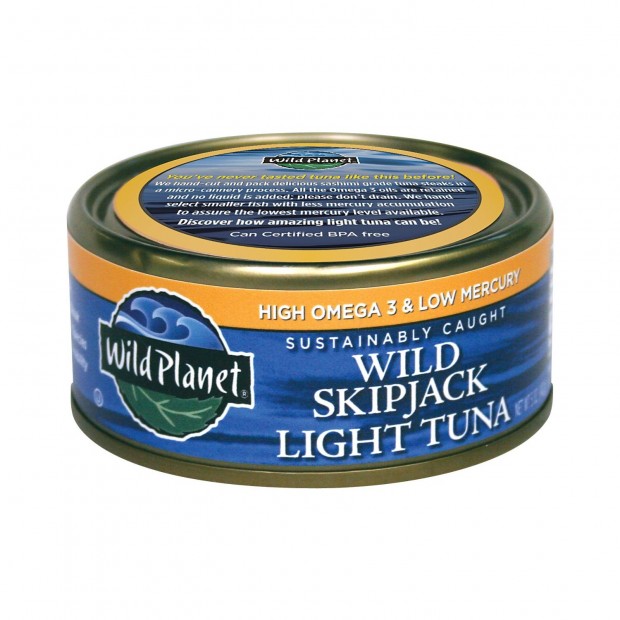 Wild Planet
You've never tasted tuna like this before!
We hand-cut and pack delicious sashimi grade tuna steaks in
a micro-cannery process. All the Omega 3 oils are retained
and no liquid is added; please don't drain. We hand
select smaller fish with less mercury accumulation
to assure the lowest mercury level available.
Discover how amazing light tuna can be!
Can Certified BPA free
HIGH OMEGA 3 & LOW MERCURY
SUSTAINABLY CAUGHT
WILD
SKIPJACK
LIGHT TUNA
Wild Planet®